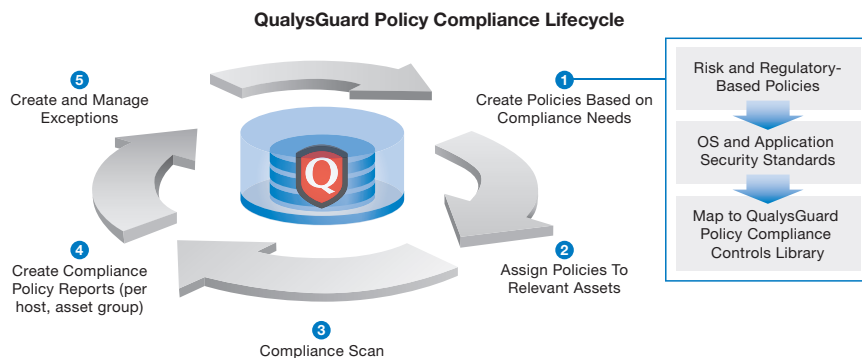 QualysGuard Policy Compliance Lifecycle
1
Create Policies Based on
Compliance Needs
Risk and Regulatory-
Based Policies
OS and Application
Security Standards
Map to QualysGuard
Policy Compliance
Controls Library
2
Assign Policies To
Relevant Assets
3
Compliance Scan
4
Create Compliance
Policy Reports (per
host, asset group)
5
Create and Manage
Exceptions
Q